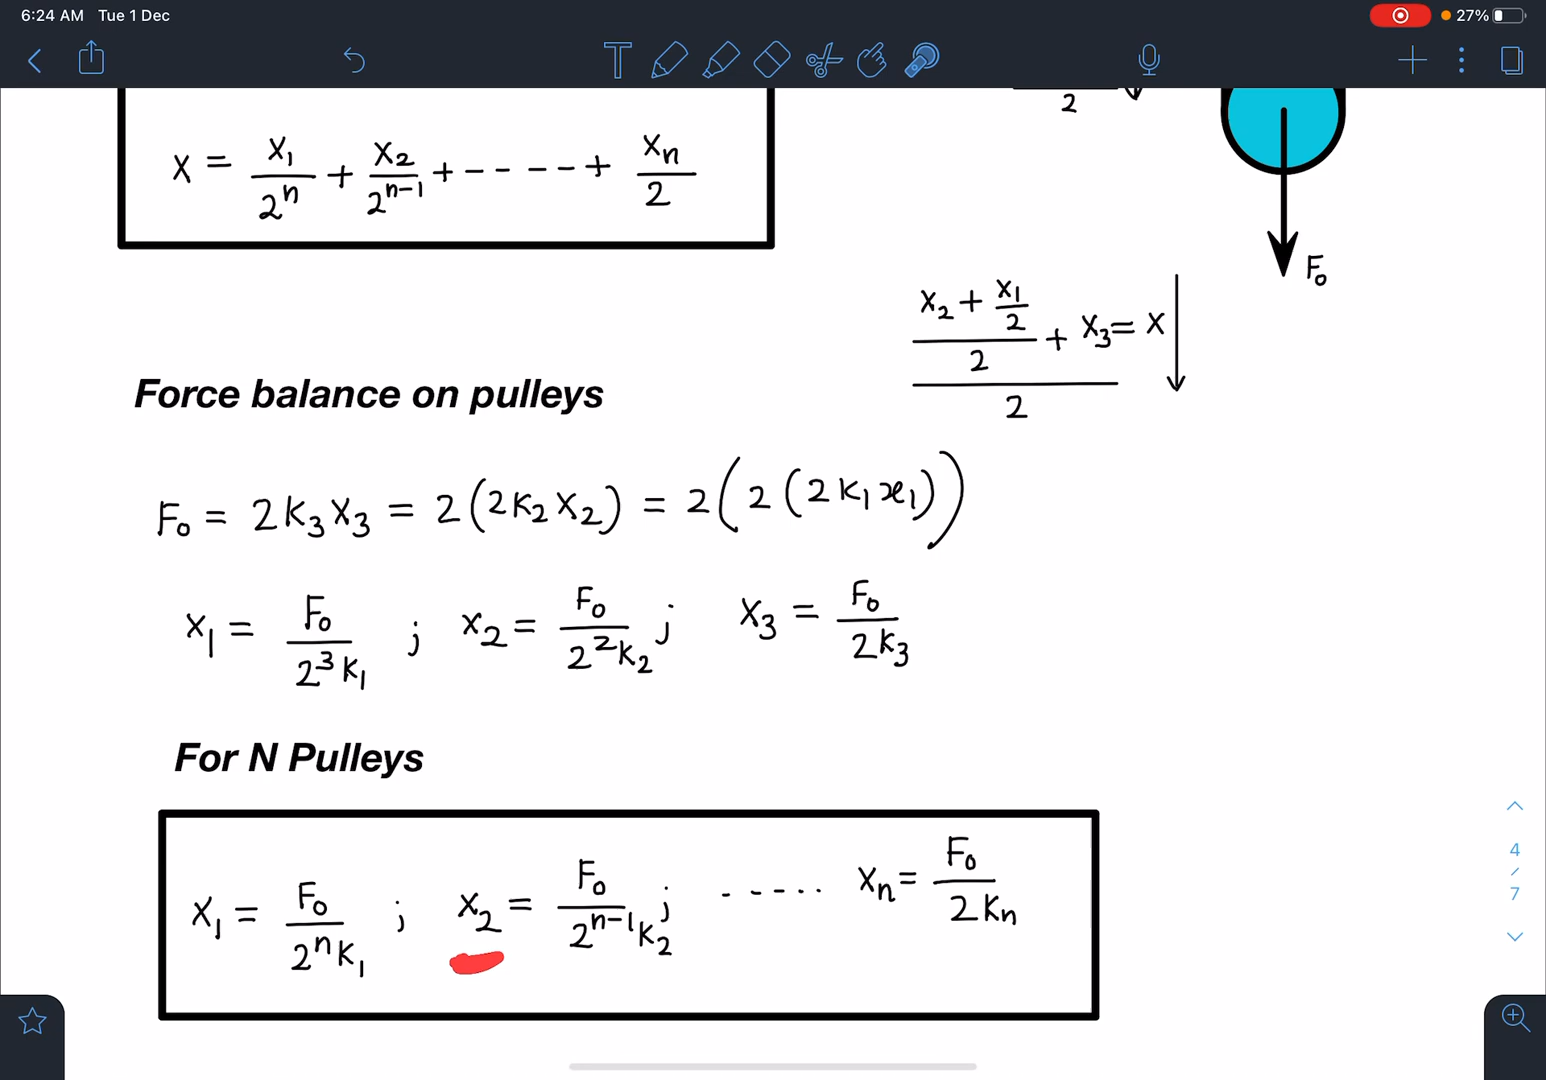 6:24 AM Tue 1 Dec
27%
2
x = x₁/2ⁿ + x₂/2ⁿ⁻¹ + ----- + xₙ/2
F₀
((x₂ + x₁/2)/2 + x₃)/2 = x
Force balance on pulleys
F₀ = 2k₃x₃ = 2(2k₂x₂) = 2(2(2k₁x₁))
x₁ = F₀/2³k₁ ; x₂ = F₀/2²k₂ ; x₃ = F₀/2k₃
For N Pulleys
x₁ = F₀/2ⁿk₁ ; x₂ = F₀/2ⁿ⁻¹k₂ ; ----- xₙ = F₀/2kₙ
4
/
7